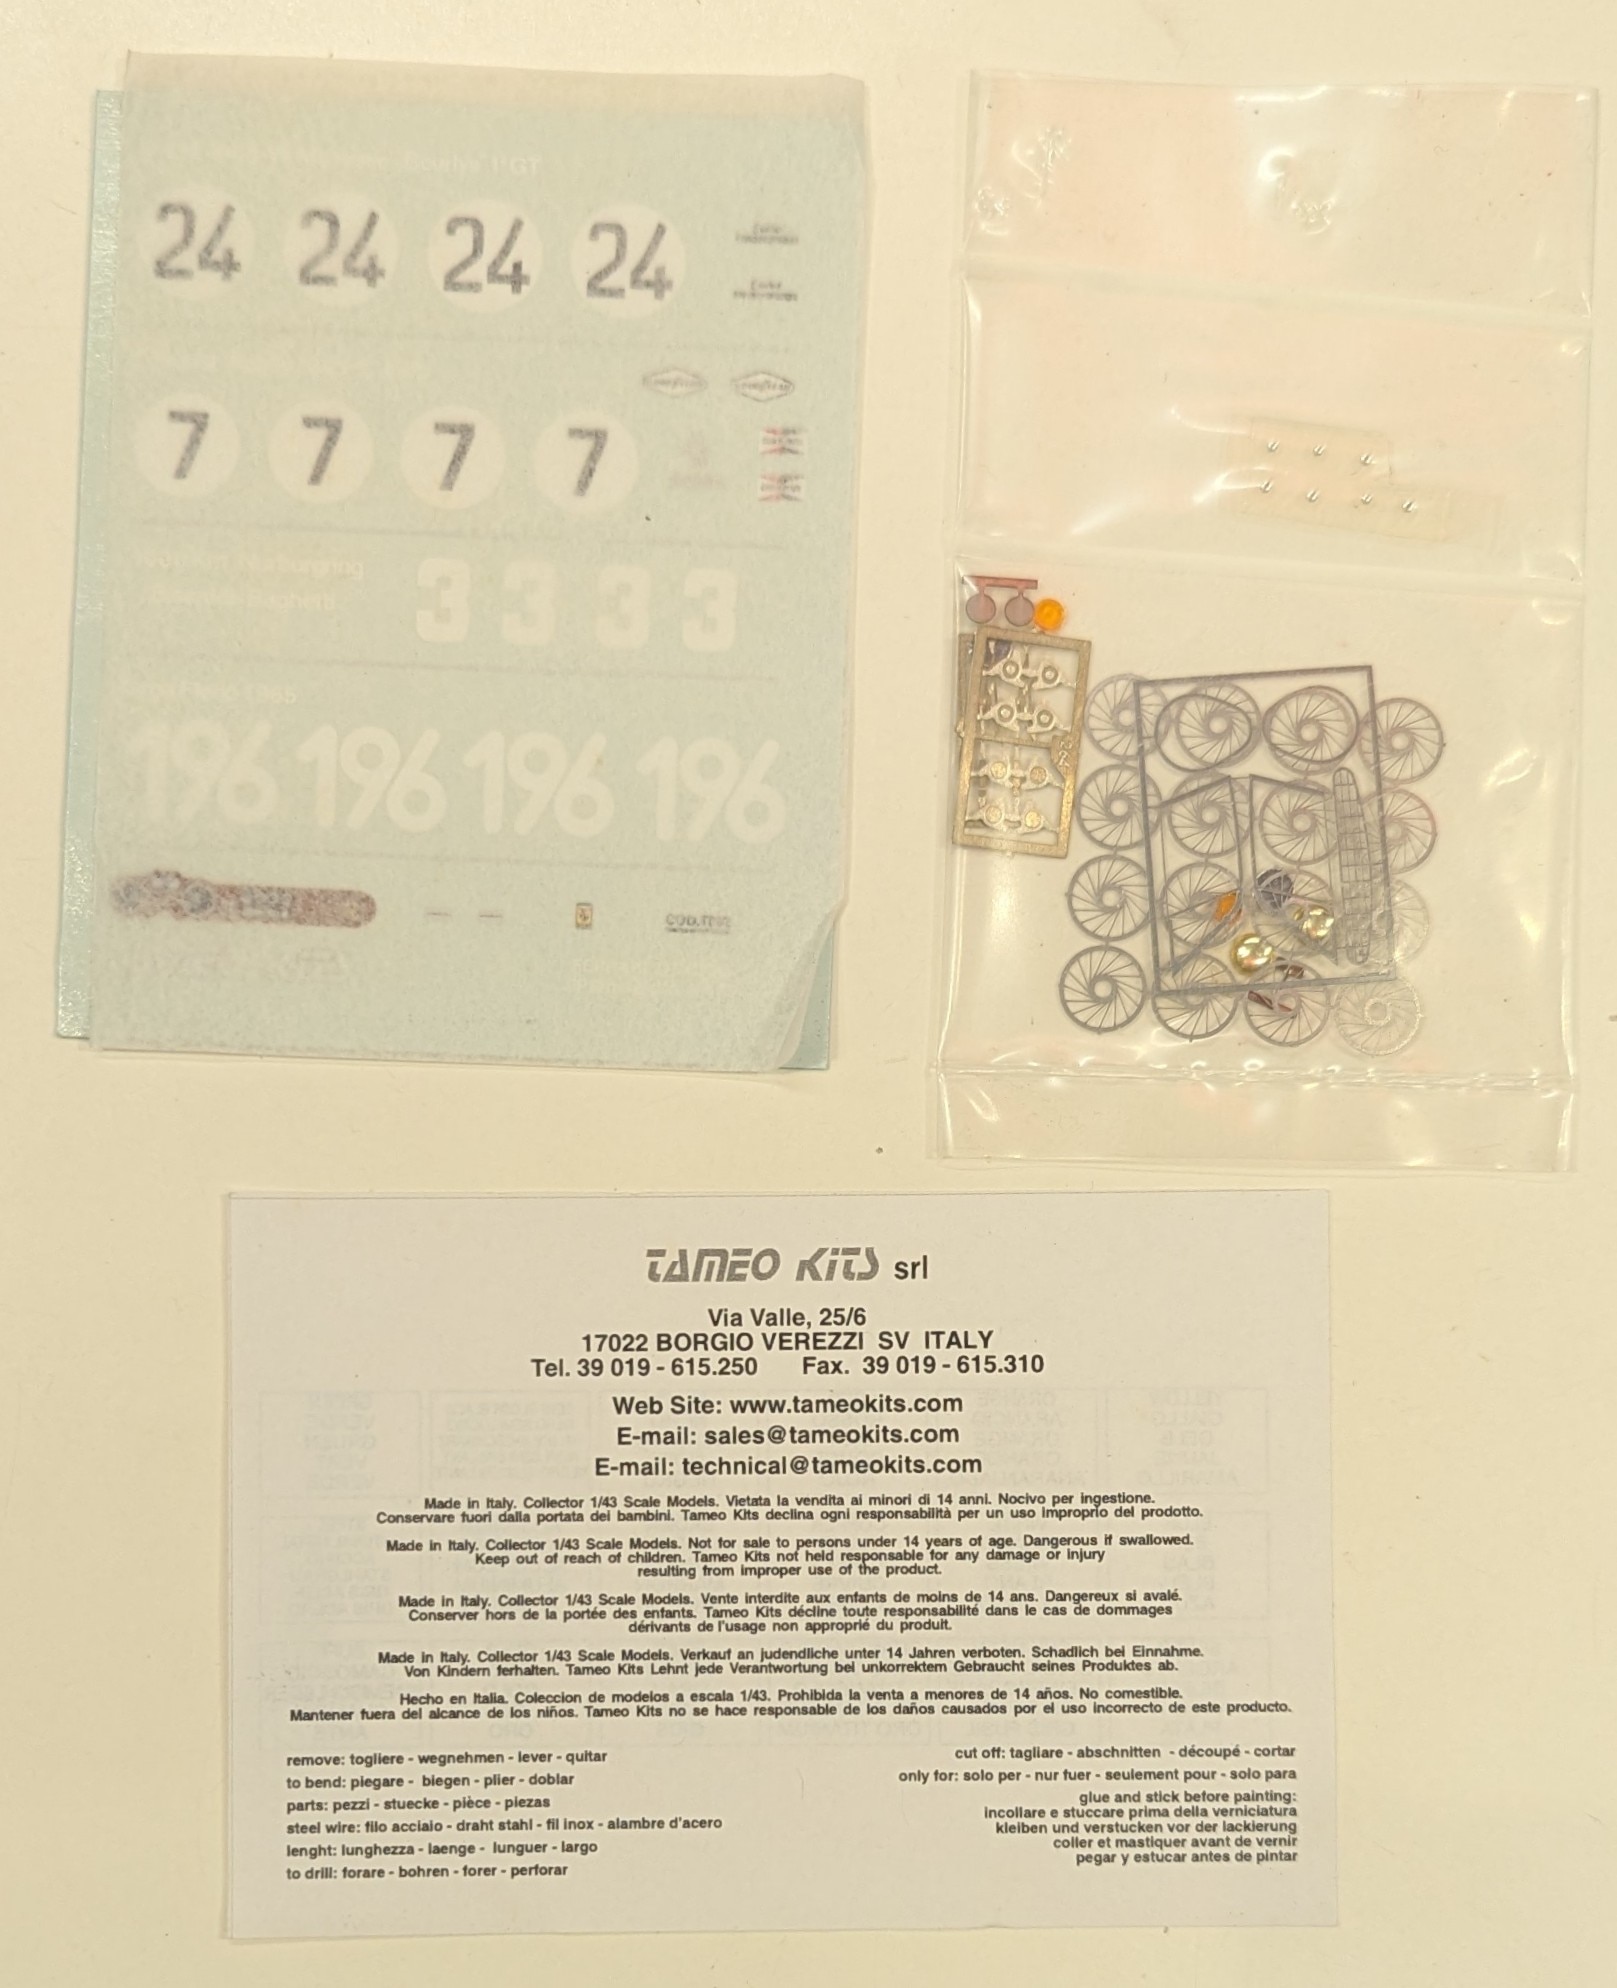 1°GT
24 24 24 24
7 7 7 7
3 3 3 3
196 196 196 196
TAMEO KITS srl
Via Valle, 25/6
17022 BORGIO VEREZZI SV ITALY
Tel. 39 019 - 615.250 Fax. 39 019 - 615.310
Web Site: www.tameokits.com
E-mail: sales@tameokits.com
E-mail: technical@tameokits.com
Made in Italy. Collector 1/43 Scale Models. Vietata la vendita ai minori di 14 anni. Nocivo per ingestione.
Conservare fuori dalla portata dei bambini. Tameo Kits declina ogni responsabilità per un uso improprio del prodotto.
Made in Italy. Collector 1/43 Scale Models. Not for sale to persons under 14 years of age. Dangerous if swallowed.
Keep out of reach of children. Tameo Kits not held responsable for any damage or injury
resulting from improper use of the product.
Made in Italy. Collector 1/43 Scale Models. Vente interdite aux enfants de moins de 14 ans. Dangereux si avalé.
Conserver hors de la portée des enfants. Tameo Kits décline toute responsabilité dans le cas de dommages
dérivants de l'usage non approprié du produit.
Made in Italy. Collector 1/43 Scale Models. Verkauf an judendliche unter 14 Jahren verboten. Schadlich bei Einnahme.
Von Kindern ferhalten. Tameo Kits Lehnt jede Verantwortung bei unkorrektem Gebraucht seines Produktes ab.
Hecho en Italia. Coleccion de modelos a escala 1/43. Prohibida la venta a menores de 14 años. No comestible.
Mantener fuera del alcance de los niños. Tameo Kits no se hace responsable de los daños causados por el uso incorrecto de este producto.
remove: togliere - wegnehmen - lever - quitar
to bend: piegare - biegen - plier - doblar
parts: pezzi - stuecke - pièce - piezas
steel wire: filo acciaio - draht stahl - fil inox - alambre d'acero
lenght: lunghezza - laenge - lunguer - largo
to drill: forare - bohren - forer - perforar
cut off: tagliare - abschnitten - découpé - cortar
only for: solo per - nur fuer - seulement pour - solo para
glue and stick before painting:
incollare e stuccare prima della verniciatura
kleiben und verstucken vor der lackierung
coller et mastiquer avant de vernir
pegar y estucar antes de pintar